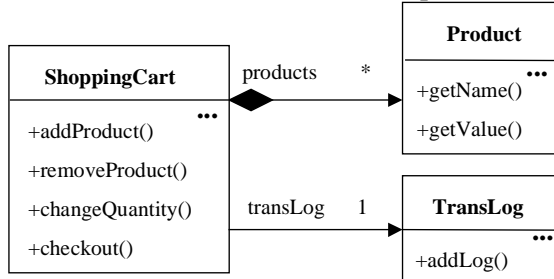 ShoppingCart
...
+addProduct()
+removeProduct()
+changeQuantity()
+checkout()
products *
transLog 1
Product
...
+getName()
+getValue()
TransLog
...
+addLog()